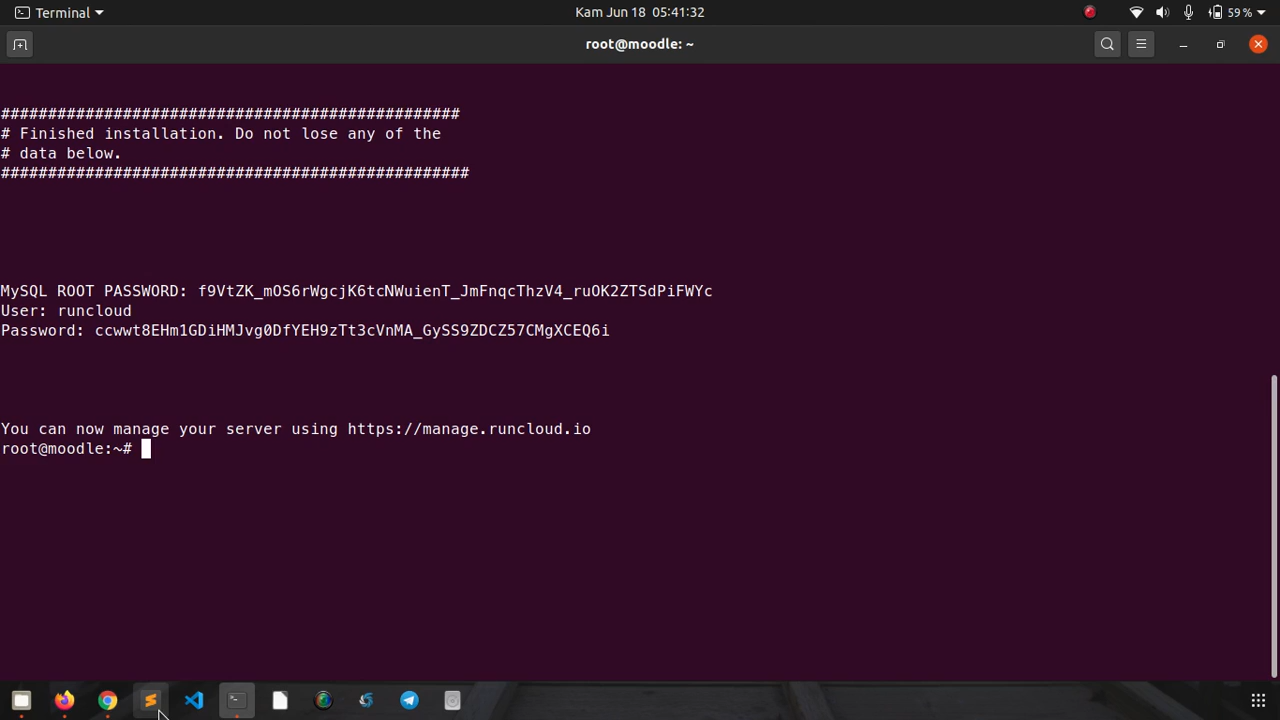 Terminal
Kam Jun 18 05:41:32
59 %
root@moodle: ~
#################################################
# Finished installation. Do not lose any of the
# data below.
##################################################
MySQL ROOT PASSWORD: f9VtZK_mOS6rWgcjK6tcNWuienT_JmFnqcThzV4_ruOK2ZTSdPiFWYc
User: runcloud
Password: ccwwt8EHm1GDiHMJvg0DfYEH9zTt3cVnMA_GySS9ZDCZ57CMgXCEQ6i
You can now manage your server using https://manage.runcloud.io
root@moodle:~#